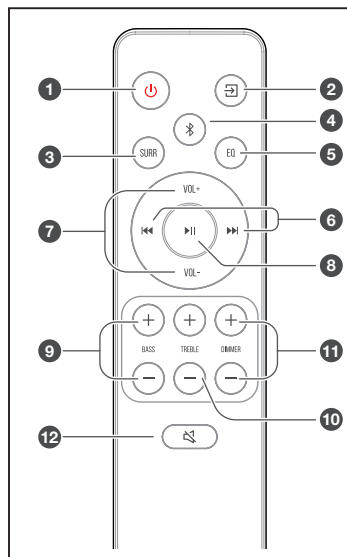 1
2
4
3
SURR
EQ
5
VOL+
6
7
8
VOL-
9
BASS
TREBLE
DIMMER
11
10
12